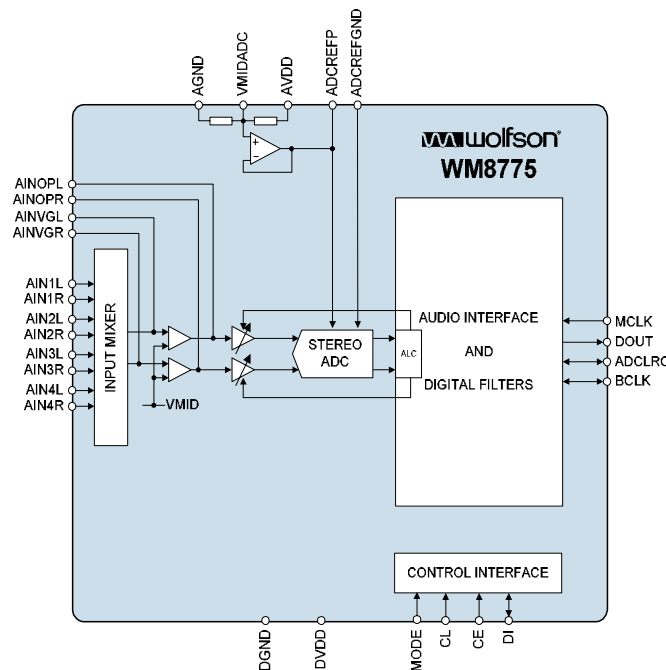 AGND
VMIDADC
AVDD
ADCREFP
ADCREFGND
wolfson®
WM8775
AINOPL
AINOPR
AINVGL
AINVGR
AIN1L
AIN1R
AIN2L
AIN2R
AIN3L
AIN3R
AIN4L
AIN4R
INPUT MIXER
+
−
VMID
STEREO
ADC
ALC
AUDIO INTERFACE
AND
DIGITAL FILTERS
MCLK
DOUT
ADCLRC
BCLK
CONTROL INTERFACE
DGND
DVDD
MODE
CL
CE
DI